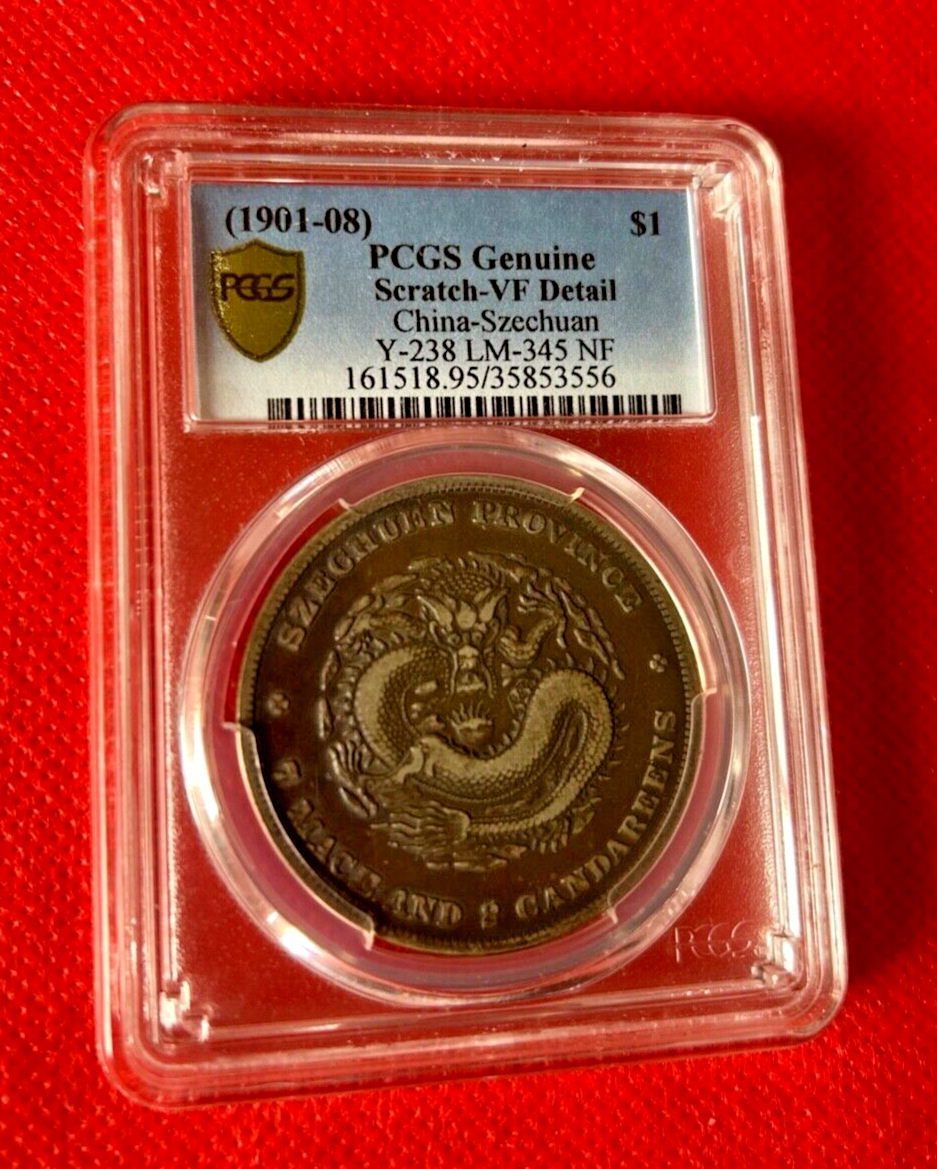 (1901-08) $1
PCGS
PCGS Genuine
Scratch-VF Detail
China-Szechuan
Y-238 LM-345 NF
161518.95/35853556
SZECHUEN PROVINCE
7 MACE AND 2 CANDAREENS
PCGS